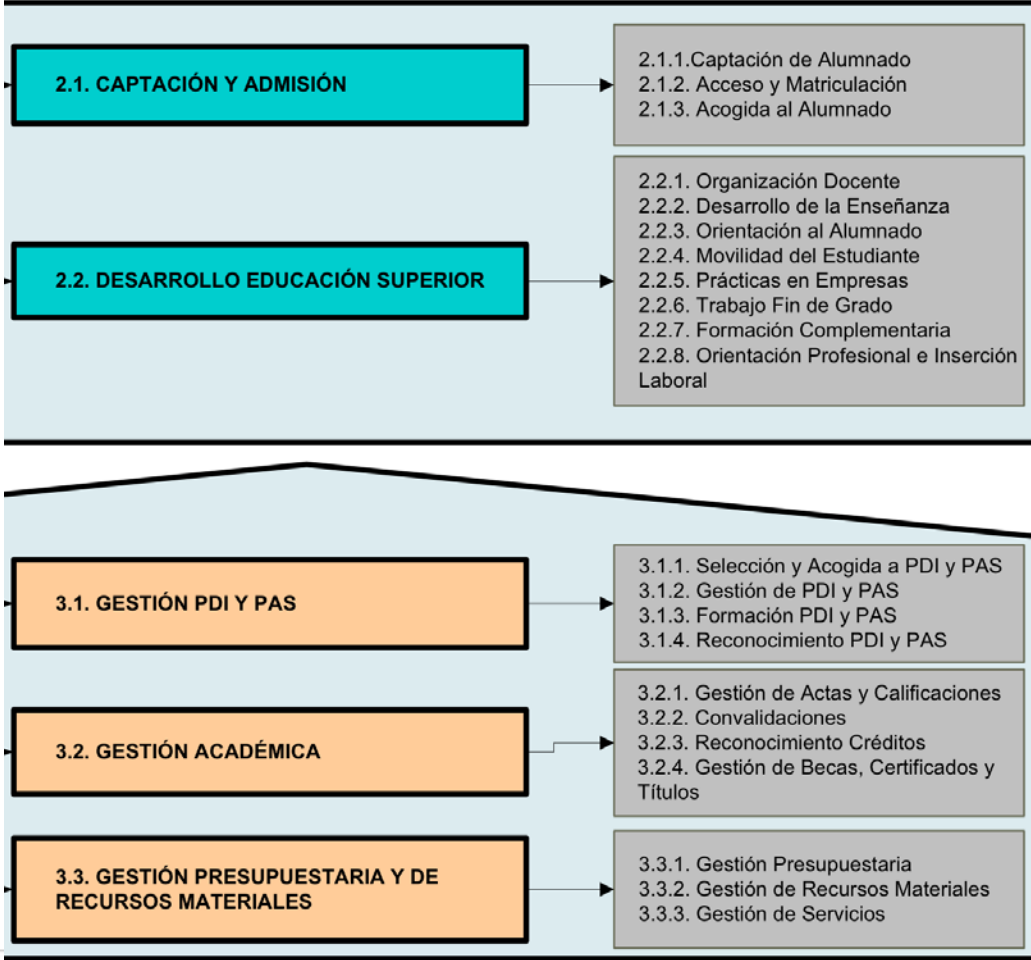 2.1. CAPTACIÓN Y ADMISIÓN
2.1.1.Captación de Alumnado
2.1.2. Acceso y Matriculación
2.1.3. Acogida al Alumnado
2.2. DESARROLLO EDUCACIÓN SUPERIOR
2.2.1. Organización Docente
2.2.2. Desarrollo de la Enseñanza
2.2.3. Orientación al Alumnado
2.2.4. Movilidad del Estudiante
2.2.5. Prácticas en Empresas
2.2.6. Trabajo Fin de Grado
2.2.7. Formación Complementaria
2.2.8. Orientación Profesional e Inserción
Laboral
3.1. GESTIÓN PDI Y PAS
3.1.1. Selección y Acogida a PDI y PAS
3.1.2. Gestión de PDI y PAS
3.1.3. Formación PDI y PAS
3.1.4. Reconocimiento PDI y PAS
3.2. GESTIÓN ACADÉMICA
3.2.1. Gestión de Actas y Calificaciones
3.2.2. Convalidaciones
3.2.3. Reconocimiento Créditos
3.2.4. Gestión de Becas, Certificados y
Títulos
3.3. GESTIÓN PRESUPUESTARIA Y DE
RECURSOS MATERIALES
3.3.1. Gestión Presupuestaria
3.3.2. Gestión de Recursos Materiales
3.3.3. Gestión de Servicios